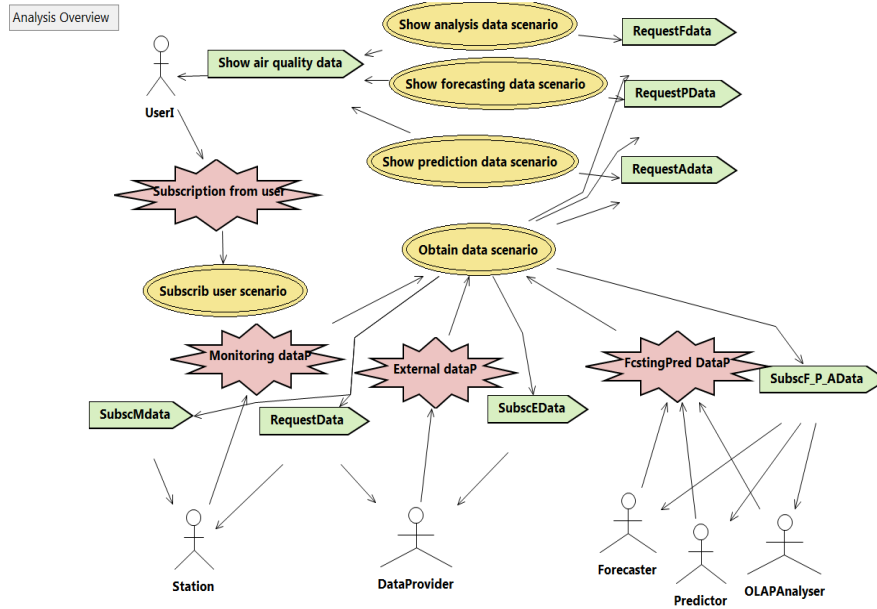 Analysis Overview
Show analysis data scenario
RequestFdata
Show air quality data
Show forecasting data scenario
RequestPData
UserI
Show prediction data scenario
RequestAdata
Subscription from user
Obtain data scenario
Subscrib user scenario
Monitoring dataP
External dataP
FcstingPred DataP
SubscF_P_AData
SubscMdata
RequestData
SubscEData
Station
DataProvider
Forecaster
Predictor
OLAPAnalyser